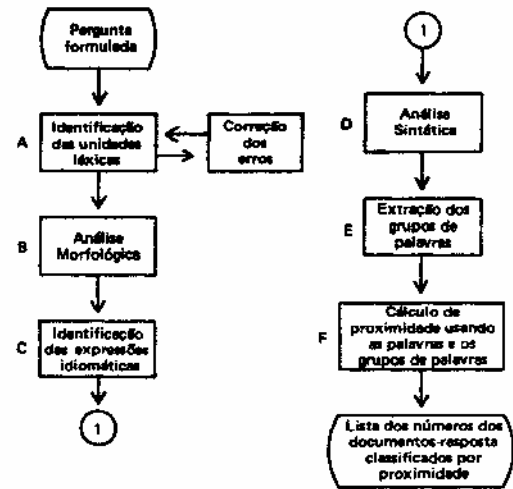 Pergunta
formulada
A
Identificação
das unidades
léxicas
Correção
dos
erros
B
Análise
Morfológica
C
Identificação
das expressões
idiomáticas
1
1
D
Análise
Sintática
E
Extração dos
grupos de
palavras
F
Cálculo de
proximidade usando
as palavras e os
grupos de palavras
Lista dos números dos
documentos-resposta
classificados por
proximidade